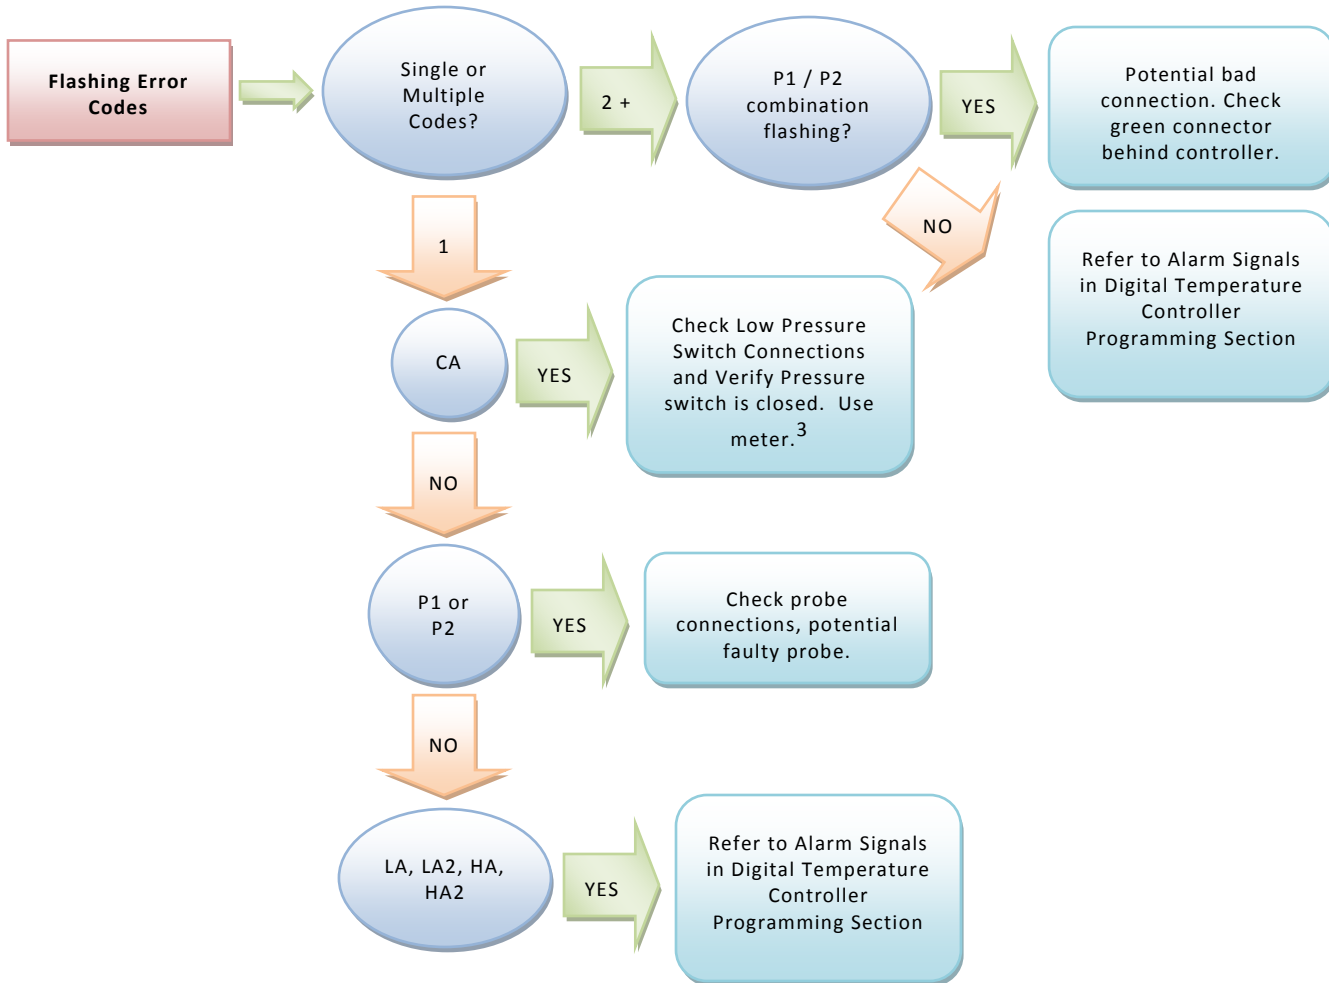 Flashing Error
Codes
Single or
Multiple
Codes?
2 +
P1 / P2
combination
flashing?
YES
Potential bad
connection. Check
green connector
behind controller.
NO
Refer to Alarm Signals
in Digital Temperature
Controller
Programming Section
1
CA
YES
Check Low Pressure
Switch Connections
and Verify Pressure
switch is closed. Use
meter.3
NO
P1 or
P2
YES
Check probe
connections, potential
faulty probe.
NO
LA, LA2, HA,
HA2
YES
Refer to Alarm Signals
in Digital Temperature
Controller
Programming Section